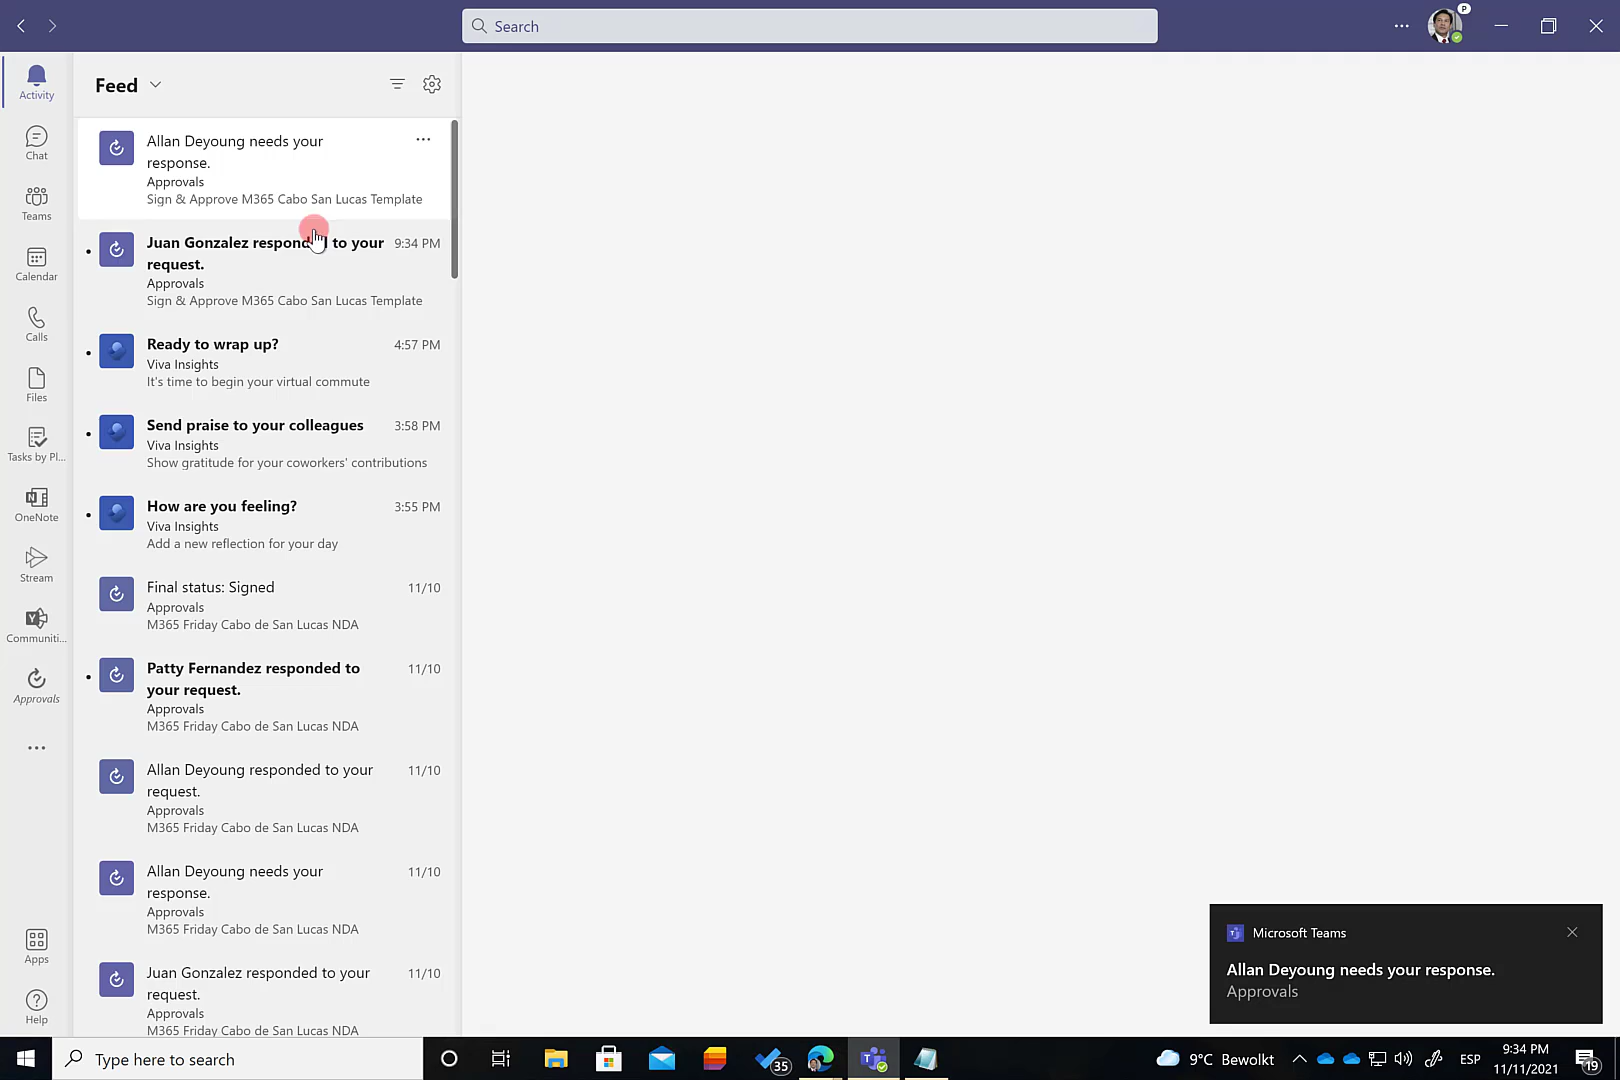 Search
P
Activity
Chat
Teams
Calendar
Calls
Files
Tasks by Pl...
OneNote
Stream
Communiti...
Approvals
Apps
Help
Feed
Allan Deyoung needs your
response.
Approvals
Sign & Approve M365 Cabo San Lucas Template
Juan Gonzalez responded to your 9:34 PM
request.
Approvals
Sign & Approve M365 Cabo San Lucas Template
Ready to wrap up? 4:57 PM
Viva Insights
It's time to begin your virtual commute
Send praise to your colleagues 3:58 PM
Viva Insights
Show gratitude for your coworkers' contributions
How are you feeling? 3:55 PM
Viva Insights
Add a new reflection for your day
Final status: Signed 11/10
Approvals
M365 Friday Cabo de San Lucas NDA
Patty Fernandez responded to 11/10
your request.
Approvals
M365 Friday Cabo de San Lucas NDA
Allan Deyoung responded to your 11/10
request.
Approvals
M365 Friday Cabo de San Lucas NDA
Allan Deyoung needs your 11/10
response.
Approvals
M365 Friday Cabo de San Lucas NDA
Juan Gonzalez responded to your 11/10
request.
Approvals
M365 Friday Cabo de San Lucas NDA
Microsoft Teams
Allan Deyoung needs your response.
Approvals
Type here to search
35
9°C Bewolkt
ESP
9:34 PM
11/11/2021
19